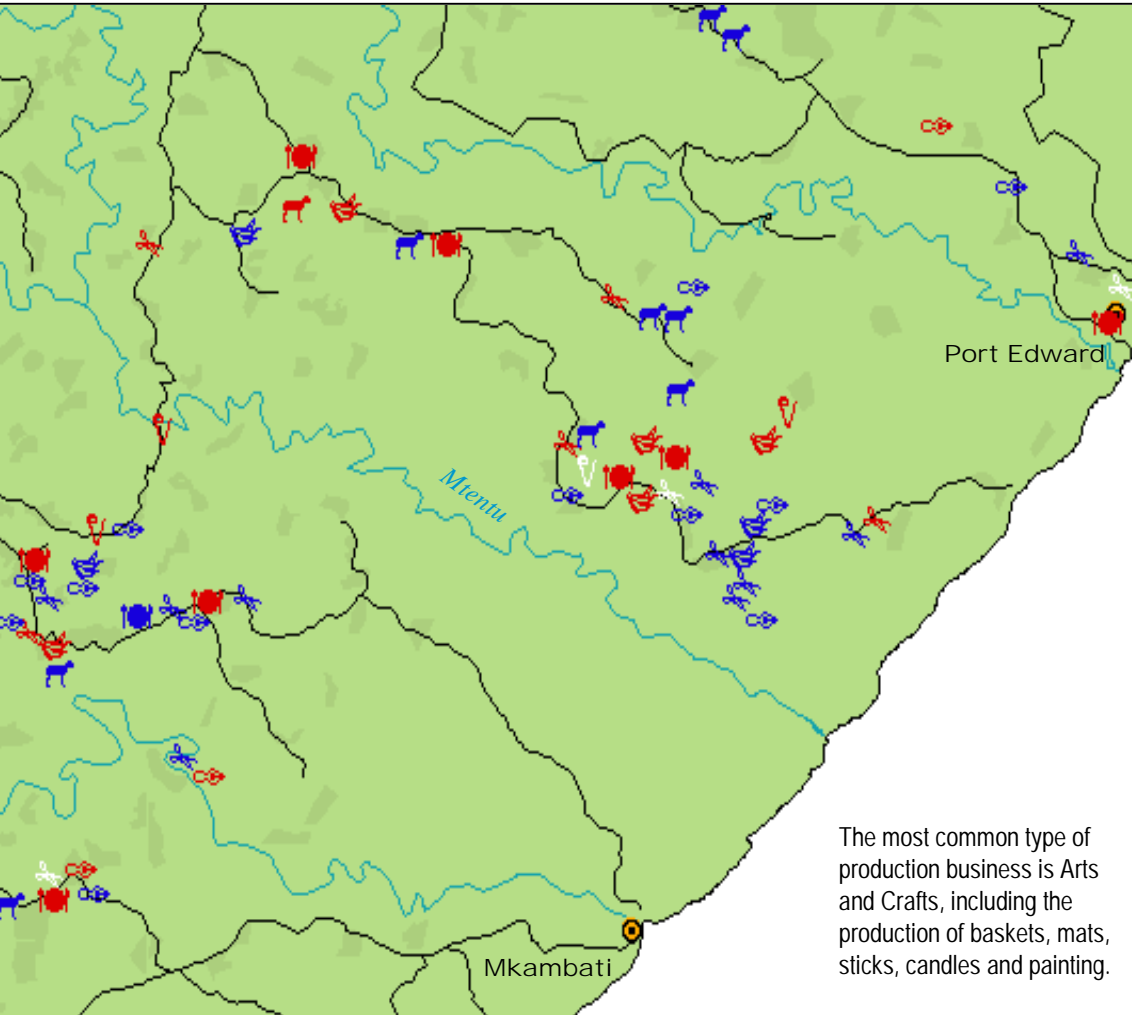 Port Edward
Mtentu
The most common type of
production business is Arts
and Crafts, including the
production of baskets, mats,
sticks, candles and painting.
Mkambati